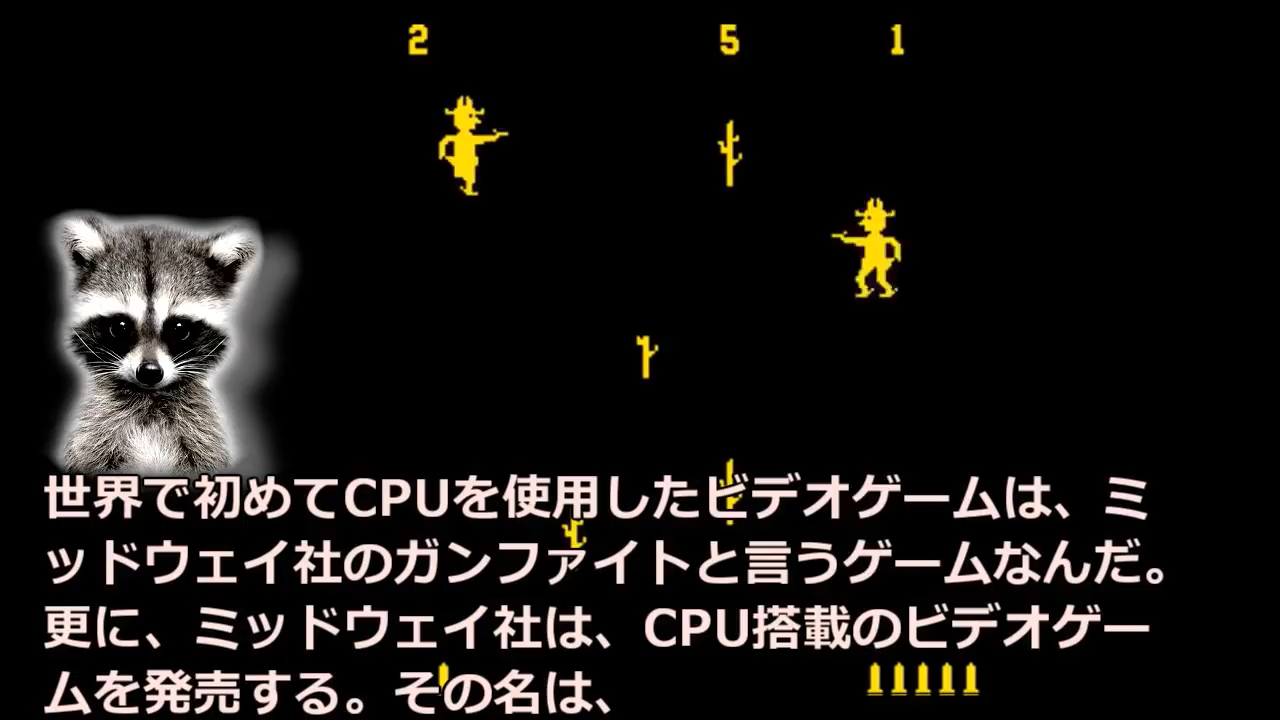 2 5 1
世界で初めてCPUを使用したビデオゲームは、ミ
ッドウェイ社のガンファイトと言うゲームなんだ。
更に、ミッドウェイ社は、CPU搭載のビデオゲー
ムを発売する。その名は、